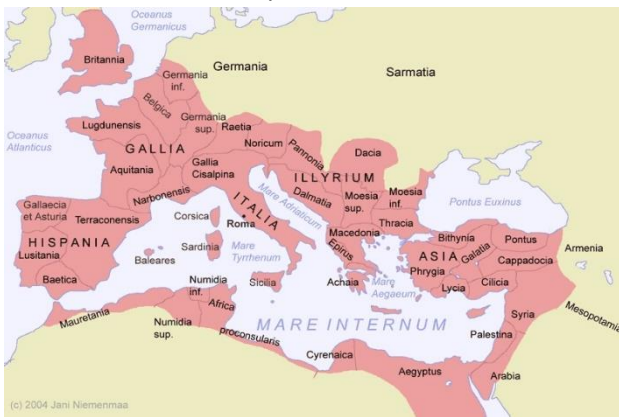 Oceanus
Germanicus
Britannia
Germania
Sarmatia
Germania
inf.
Belgica
Germania
sup.
Oceanus
Atlanticus
Lugdunensis
Raetia
Noricum
Pannonia
Dacia
GALLIA
Gallia
Cisalpina
ILLYRIUM
Aquitania
Dalmatia
Moesia
sup.
Moesia
inf.
Pontus Euxinus
Narbonensis
ITALIA
Mare Adriaticum
Gallaecia
et Asturia
Terraconensis
Corsica
Roma
Macedonia
Thracia
Bithynia
Pontus
Armenia
HISPANIA
Sardinia
Mare
Tyrrhenum
Epirus
ASIA
Galatia
Cappadocia
Lusitania
Baleares
Phrygia
Baetica
Numidia
inf.
Sicilia
Achaia
Mare
Aegaeum
Lycia
Cilicia
Mauretania
Africa
Syria
Mesopotamia
Numidia
sup.
Proconsularis
MARE INTERNUM
Palestina
Cyrenaica
Aegyptus
Arabia
(c) 2004 Jani Niemenmaa